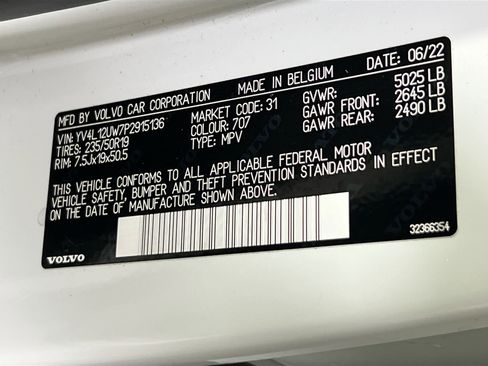 MFD BY VOLVO CAR CORPORATION MADE IN BELGIUM DATE: 06/22
VIN: YV4L12UW7P2915136 MARKET CODE: 31 GVWR: 5025 LB
TIRES: 235/50R19 COLOUR: 707 GAWR FRONT: 2645 LB
RIM: 7.5Jx19x50.5 TYPE: MPV GAWR REAR: 2490 LB
THIS VEHICLE CONFORMS TO ALL APPLICABLE FEDERAL MOTOR
VEHICLE SAFETY, BUMPER AND THEFT PREVENTION STANDARDS IN EFFECT
ON THE DATE OF MANUFACTURE SHOWN ABOVE.
VOLVO 32366354